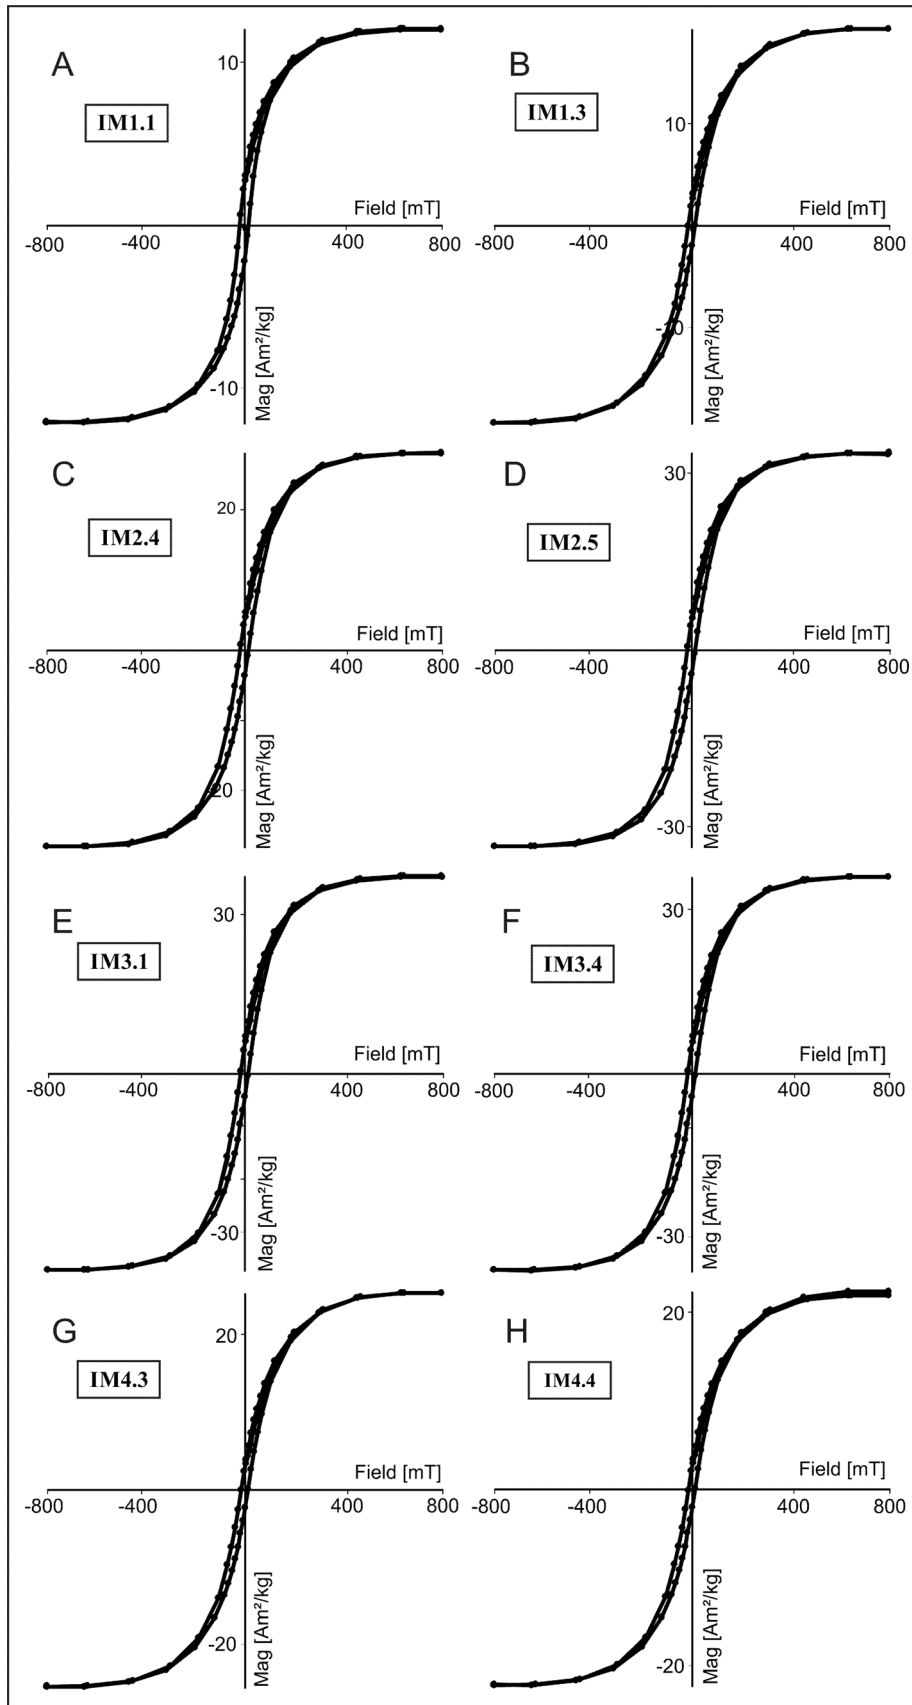 A
B
10
IM1.1
IM1.3
10
Field [mT]
Field [mT]
-800
-400
400
800
-800
-400
400
800
-10
-10
Mag [Am²/kg]
Mag [Am²/kg]
C
D
20
30
IM2.4
IM2.5
Field [mT]
Field [mT]
-800
-400
400
800
-800
-400
400
800
-20
-30
Mag [Am²/kg]
Mag [Am²/kg]
E
F
30
30
IM3.1
IM3.4
Field [mT]
Field [mT]
-800
-400
400
800
-800
-400
400
800
-30
-30
Mag [Am²/kg]
Mag [Am²/kg]
G
H
20
20
IM4.3
IM4.4
Field [mT]
Field [mT]
-800
-400
400
800
-800
-400
400
800
-20
-20
Mag [Am²/kg]
Mag [Am²/kg]